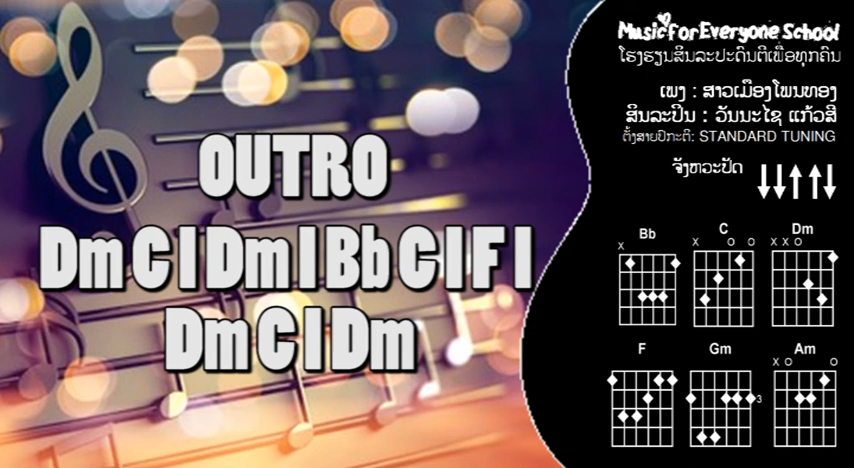 OUTRO
Dm C | Dm | Bb C | F |
Dm C | Dm
Music for Everyone School
ໂຮງຮຽນສິນລະປະດົນຕີເພື່ອທຸກຄົນ
ເພງ : ສາວເມືອງໂພນທອງ
ສິນລະປິນ : ວັນນະໄຊ ແກ້ວສີ
ຕັ້ງສາຍປົກະຕິ: STANDARD TUNING
ຈັງຫວະປັດ ↓↓↑↑↓
Bb C Dm
X X O O X X O
F Gm Am
X O O
3